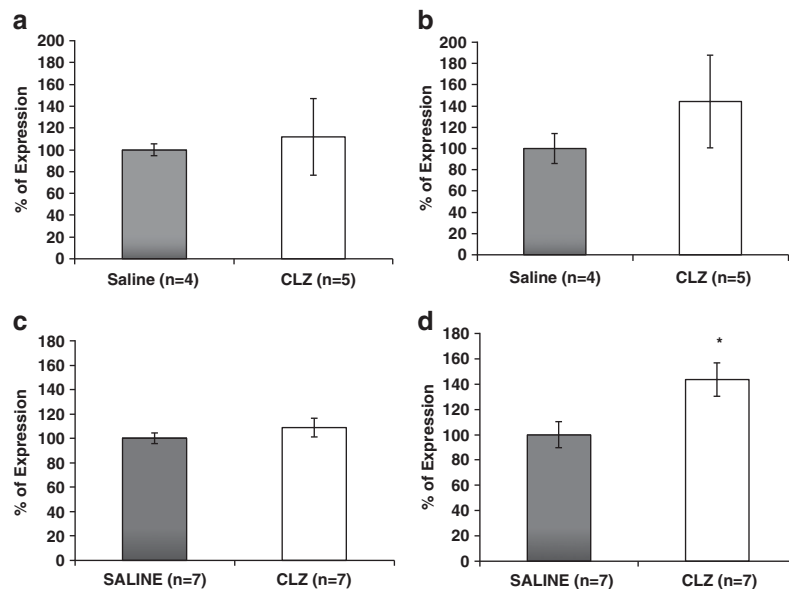 a
% of Expression
200
180
160
140
120
100
80
60
40
20
0
Saline (n=4)
CLZ (n=5)
b
% of Expression
200
180
160
140
120
100
80
60
40
20
0
Saline (n=4)
CLZ (n=5)
c
% of Expression
180
160
140
120
100
80
60
40
20
0
SALINE (n=7)
CLZ (n=7)
d
% of Expression
180
160
140
120
100
80
60
40
20
0
*
SALINE (n=7)
CLZ (n=7)